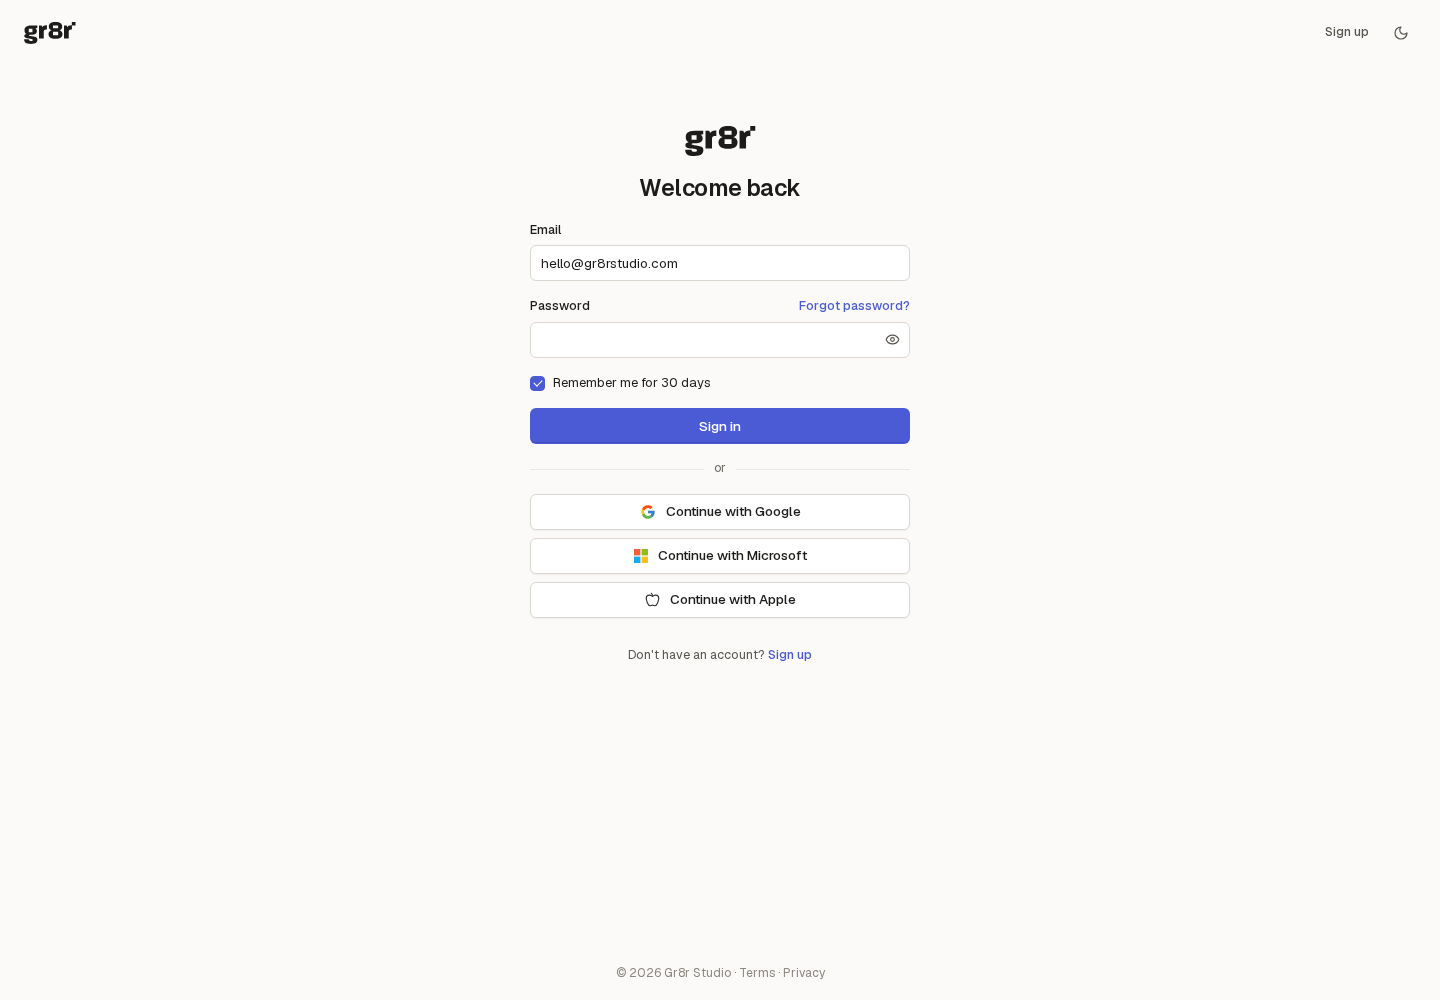 gr8r
Sign up
gr8r
Welcome back
Email
hello@gr8rstudio.com
Password
Forgot password?
Remember me for 30 days
Sign in
or
Continue with Google
Continue with Microsoft
Continue with Apple
Don't have an account? Sign up
© 2026 Gr8r Studio · Terms · Privacy